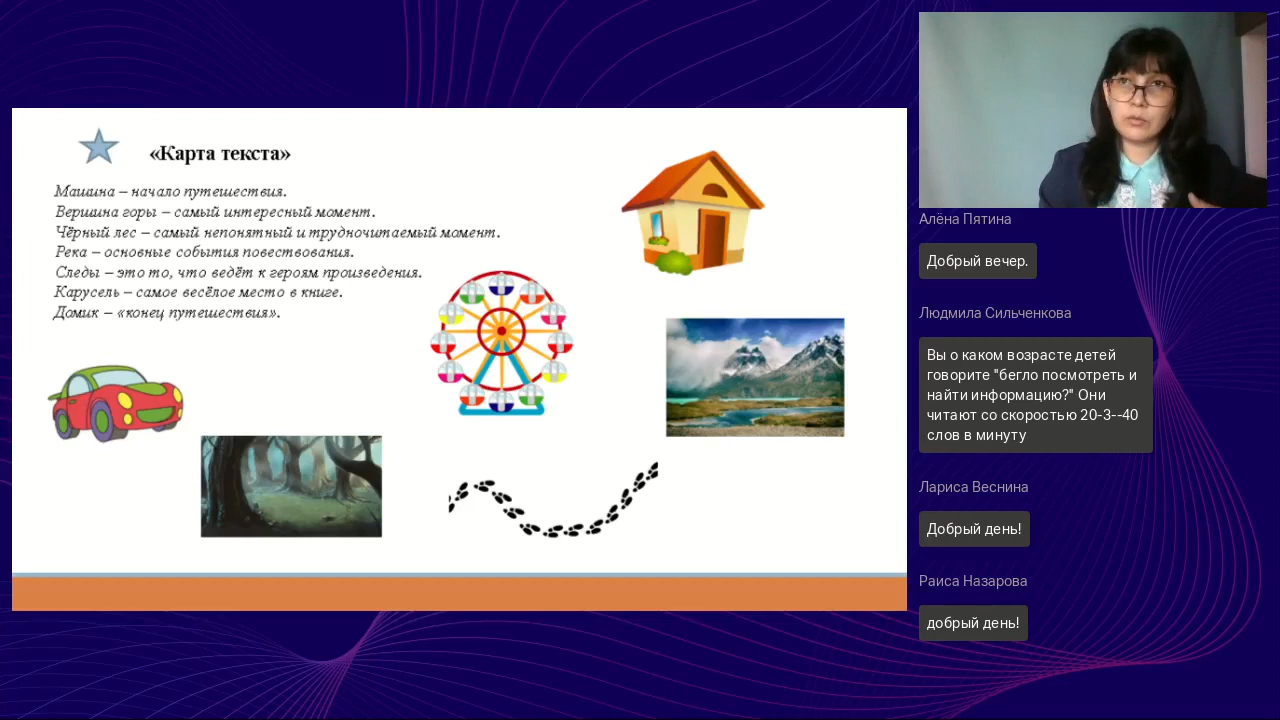 «Карта текста»
Машина – начало путешествия.
Вершина горы – самый интересный момент.
Чёрный лес – самый непонятный и трудночитаемый момент.
Река – основные события повествования.
Следы – это то, что ведёт к героям произведения.
Карусель – самое весёлое место в книге.
Домик – «конец путешествия».
Алёна Пятина
Добрый вечер.
Людмила Сильченкова
Вы о каком возрасте детей
говорите "бегло посмотреть и
найти информацию?" Они
читают со скоростью 20-3--40
слов в минуту
Лариса Веснина
Добрый день!
Раиса Назарова
добрый день!